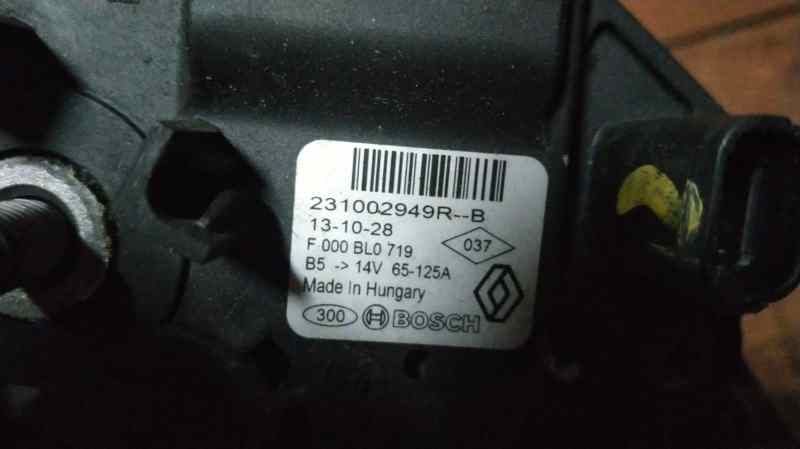 231002949R--B
13-10-28
F 000 BL0 719
037
B5 -> 14V 65-125A
Made In Hungary
300 BOSCH